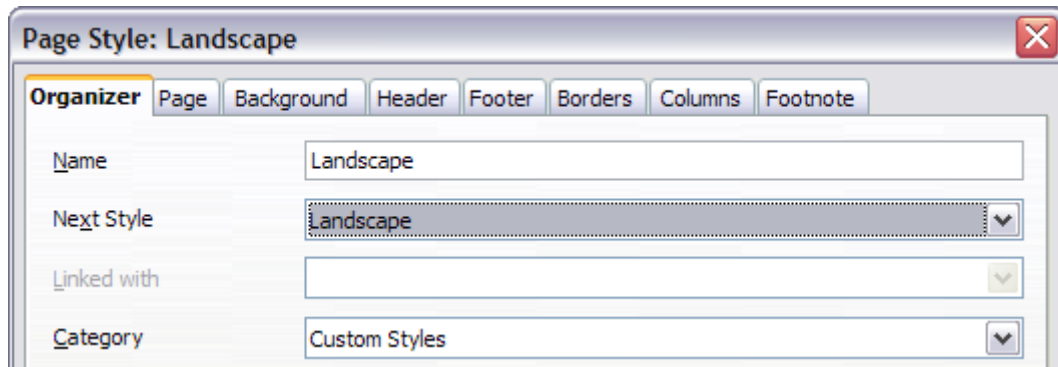 Page Style: Landscape
Organizer Page Background Header Footer Borders Columns Footnote
Name Landscape
Next Style Landscape
Linked with
Category Custom Styles